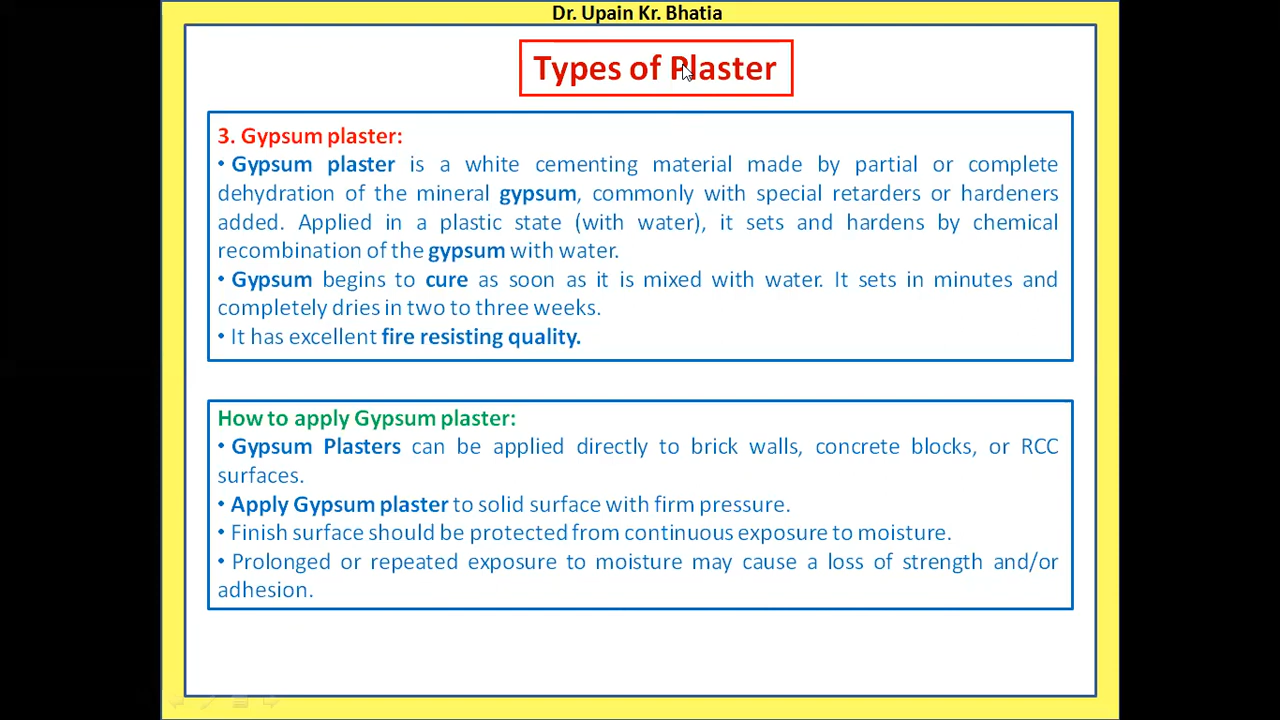 Dr. Upain Kr. Bhatia
Types of Plaster
3. Gypsum plaster:
• Gypsum plaster is a white cementing material made by partial or complete
dehydration of the mineral gypsum, commonly with special retarders or hardeners
added. Applied in a plastic state (with water), it sets and hardens by chemical
recombination of the gypsum with water.
• Gypsum begins to cure as soon as it is mixed with water. It sets in minutes and
completely dries in two to three weeks.
• It has excellent fire resisting quality.
How to apply Gypsum plaster:
• Gypsum Plasters can be applied directly to brick walls, concrete blocks, or RCC
surfaces.
• Apply Gypsum plaster to solid surface with firm pressure.
• Finish surface should be protected from continuous exposure to moisture.
• Prolonged or repeated exposure to moisture may cause a loss of strength and/or
adhesion.